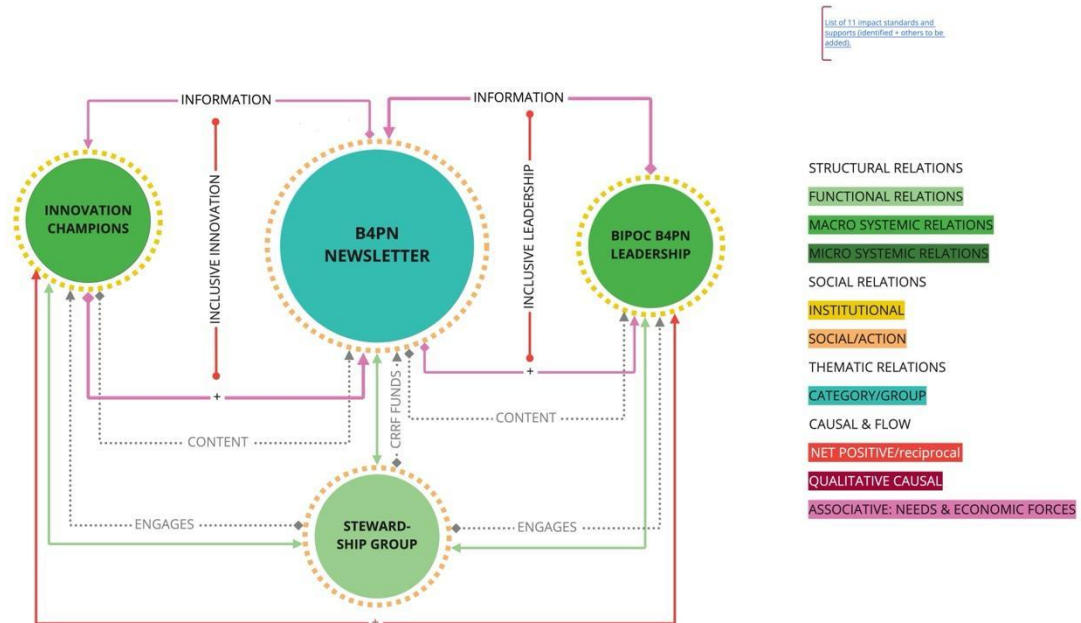 List of 11 impact standards and
supports (identified + others to be
added).
INFORMATION
INFORMATION
INNOVATION
CHAMPIONS
INCLUSIVE INNOVATION
B4PN
NEWSLETTER
INCLUSIVE LEADERSHIP
BIPOC B4PN
LEADERSHIP
+
+
CONTENT
CRRF FUNDS
CONTENT
ENGAGES
STEWARD-
SHIP GROUP
ENGAGES
+
STRUCTURAL RELATIONS
FUNCTIONAL RELATIONS
MACRO SYSTEMIC RELATIONS
MICRO SYSTEMIC RELATIONS
SOCIAL RELATIONS
INSTITUTIONAL
SOCIAL/ACTION
THEMATIC RELATIONS
CATEGORY/GROUP
CAUSAL & FLOW
NET POSITIVE/reciprocal
QUALITATIVE CAUSAL
ASSOCIATIVE: NEEDS & ECONOMIC FORCES